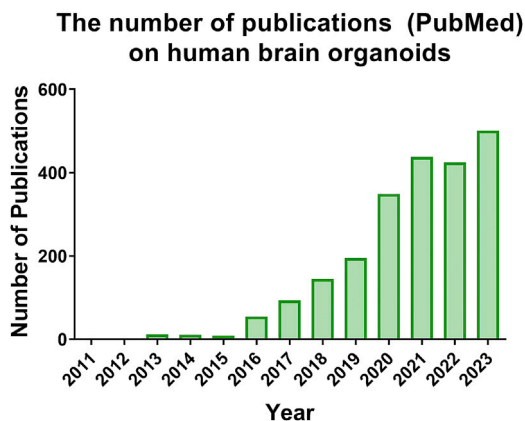 The number of publications (PubMed)
on human brain organoids
Number of Publications
600
400
200
0
2011 2012 2013 2014 2015 2016 2017 2018 2019 2020 2021 2022 2023
Year